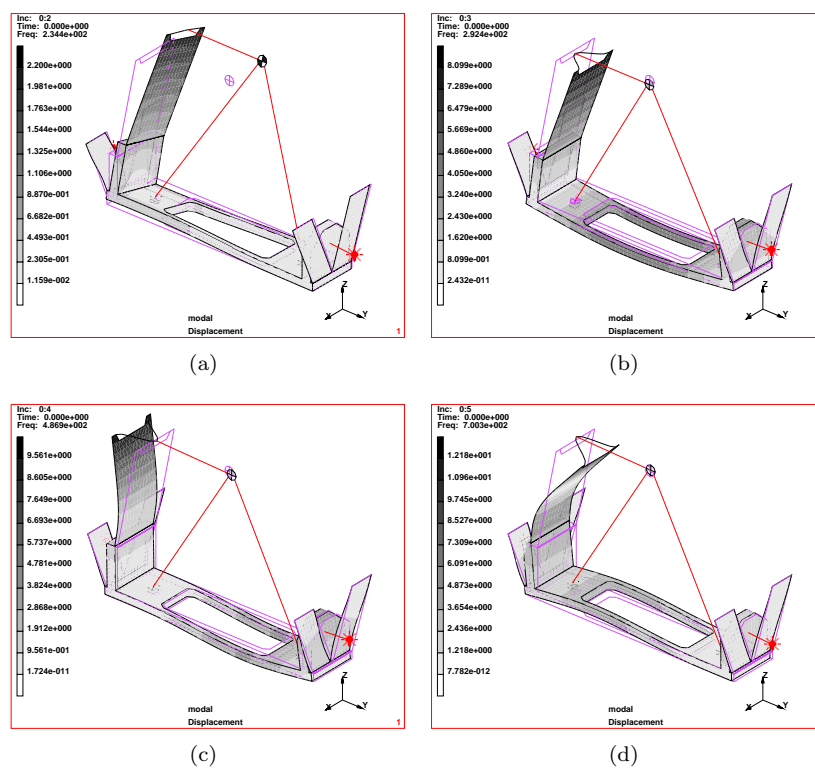 Inc: 0:2
Time: 0.000e+000
Freq: 2.344e+002
2.200e+000
1.981e+000
1.763e+000
1.544e+000
1.325e+000
1.106e+000
8.870e-001
6.682e-001
4.493e-001
2.305e-001
1.159e-002
Z
X
Y
modal
Displacement
1
(a)
Inc: 0:3
Time: 0.000e+000
Freq: 2.924e+002
8.099e+000
7.289e+000
6.479e+000
5.669e+000
4.860e+000
4.050e+000
3.240e+000
2.430e+000
1.620e+000
8.099e-001
2.432e-011
Z
X
Y
modal
Displacement
(b)
Inc: 0:4
Time: 0.000e+000
Freq: 4.869e+002
9.561e+000
8.605e+000
7.649e+000
6.693e+000
5.737e+000
4.781e+000
3.824e+000
2.868e+000
1.912e+000
9.561e-001
1.724e-011
Z
X
Y
modal
Displacement
1
(c)
Inc: 0:5
Time: 0.000e+000
Freq: 7.003e+002
1.218e+001
1.096e+001
9.745e+000
8.527e+000
7.309e+000
6.091e+000
4.873e+000
3.654e+000
2.436e+000
1.218e+000
7.782e-012
Z
X
Y
modal
Displacement
(d)